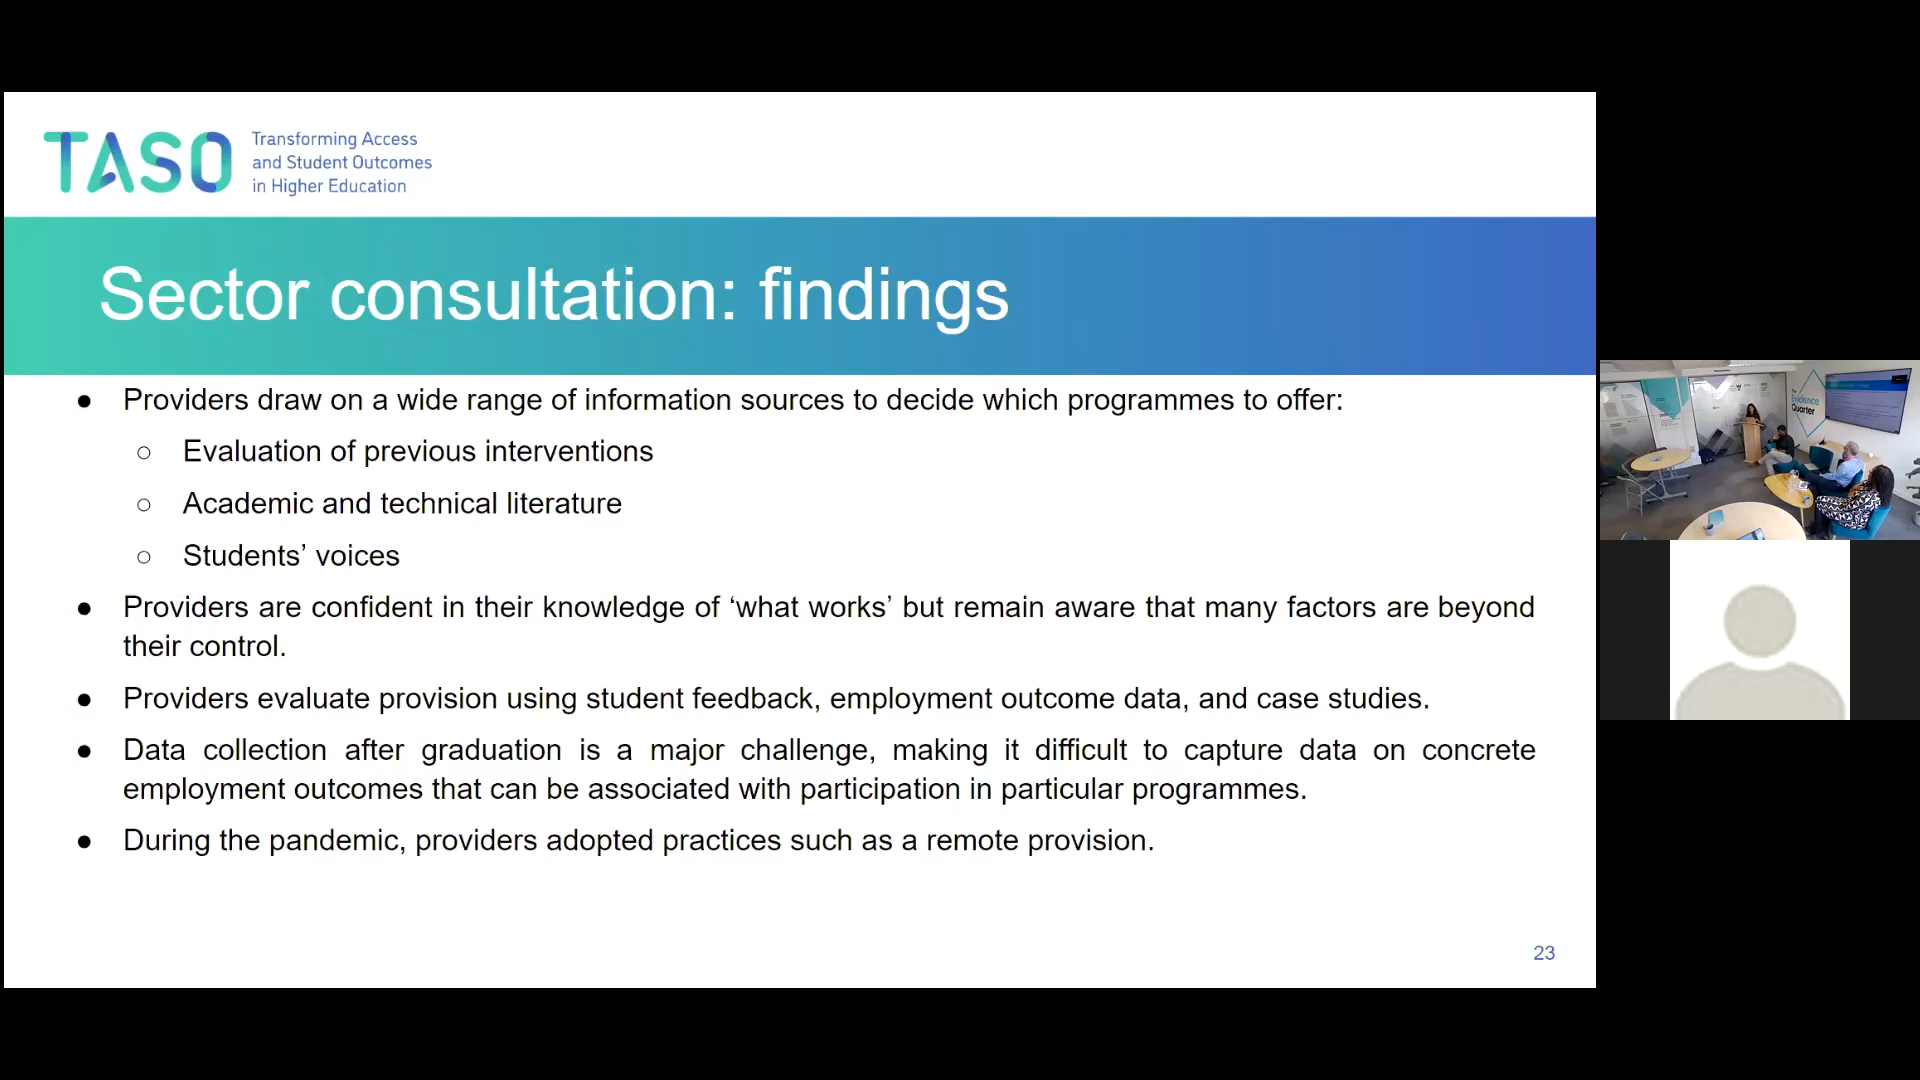 TASO
Transforming Access
and Student Outcomes
in Higher Education
Sector consultation: findings
● Providers draw on a wide range of information sources to decide which programmes to offer:
○ Evaluation of previous interventions
○ Academic and technical literature
○ Students’ voices
● Providers are confident in their knowledge of ‘what works’ but remain aware that many factors are beyond
their control.
● Providers evaluate provision using student feedback, employment outcome data, and case studies.
● Data collection after graduation is a major challenge, making it difficult to capture data on concrete
employment outcomes that can be associated with participation in particular programmes.
● During the pandemic, providers adopted practices such as a remote provision.
23
Evidence
Quarter